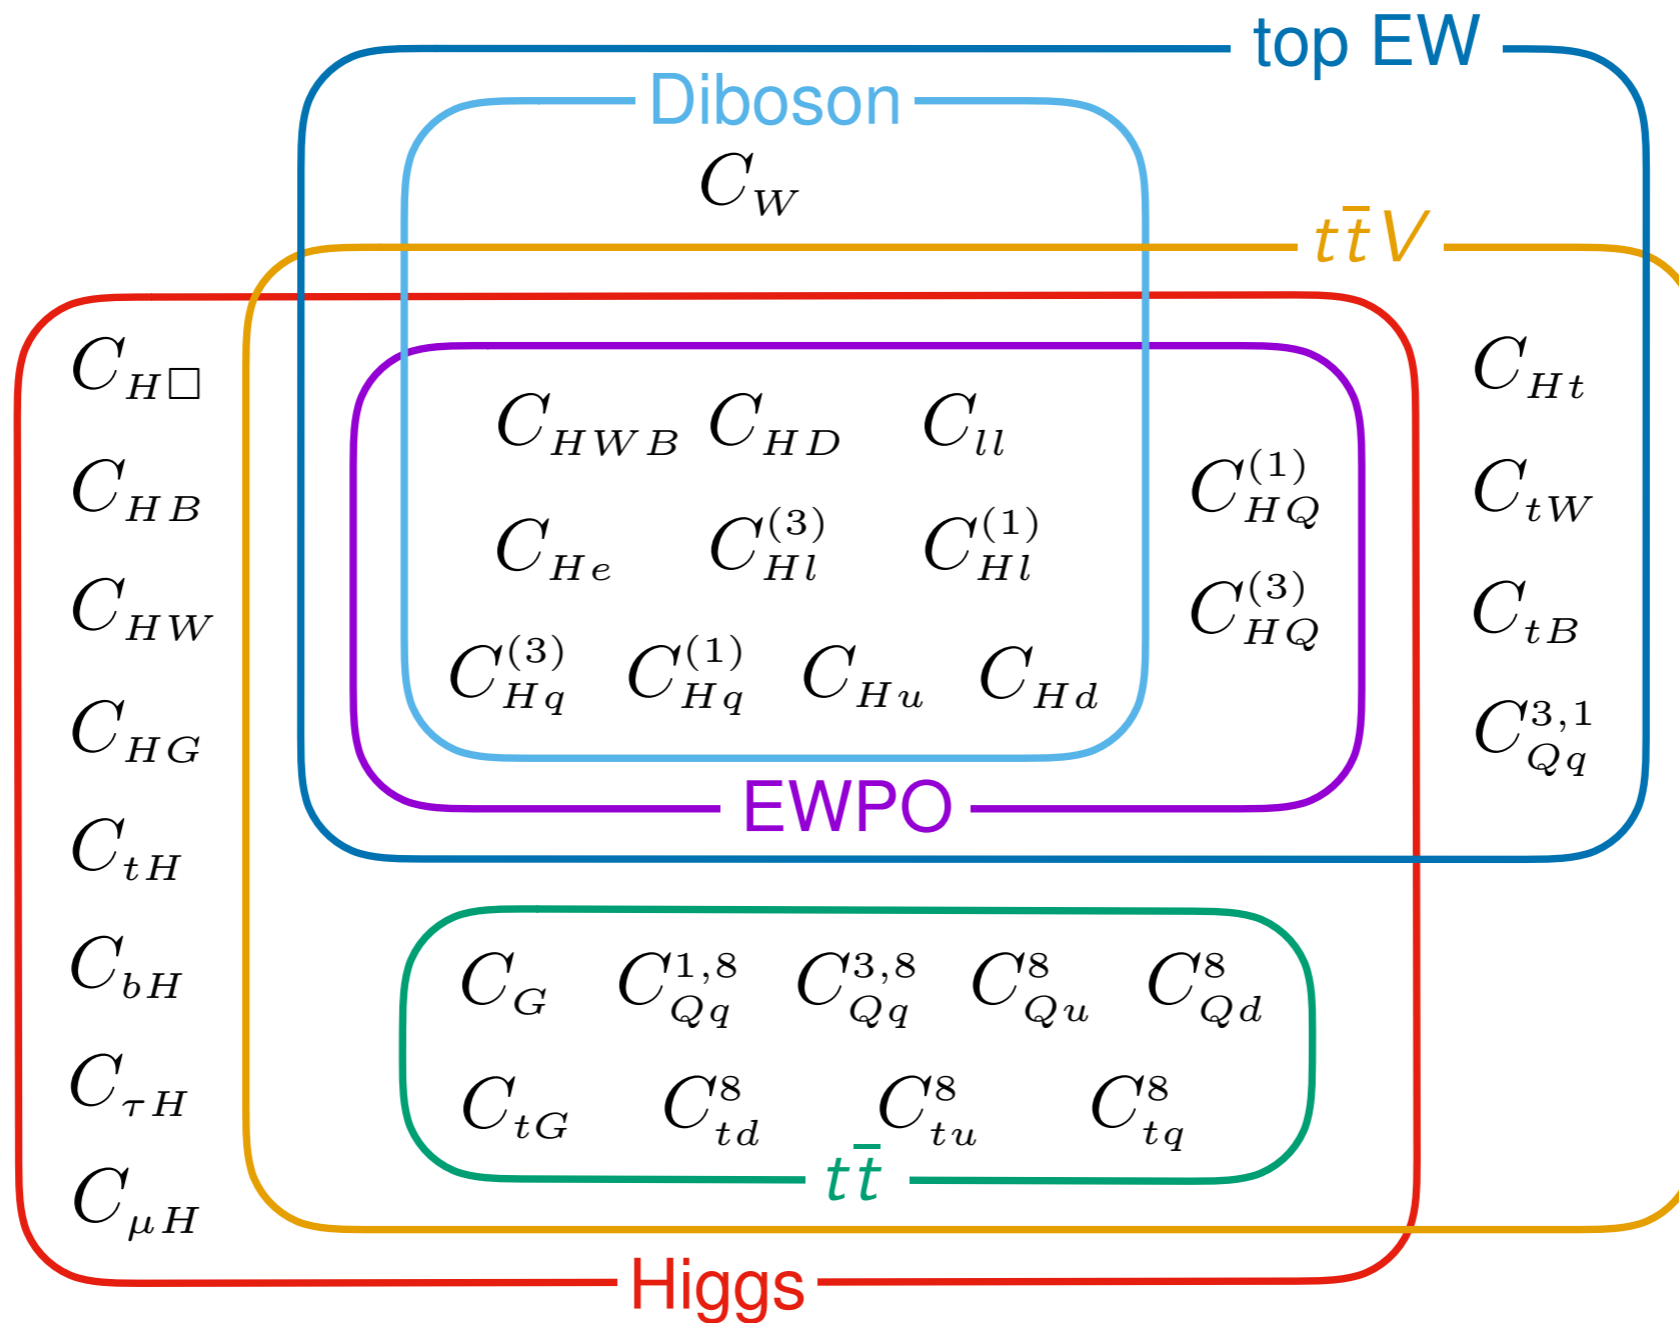 top EW
Diboson
C_W
tt̄V
C_{H□}
C_{HB}
C_{HW}
C_{HG}
C_{tH}
C_{bH}
C_{τH}
C_{μH}
C_{HWB} C_{HD} C_{ll}
C_{He} C_{Hl}^{(3)} C_{Hl}^{(1)}
C_{Hq}^{(3)} C_{Hq}^{(1)} C_{Hu} C_{Hd}
C_{HQ}^{(1)}
C_{HQ}^{(3)}
EWPO
C_{Ht}
C_{tW}
C_{tB}
C_{Qq}^{3,1}
C_G C_{Qq}^{1,8} C_{Qq}^{3,8} C_{Qu}^{8} C_{Qd}^{8}
C_{tG} C_{td}^{8} C_{tu}^{8} C_{tq}^{8}
tt̄
Higgs